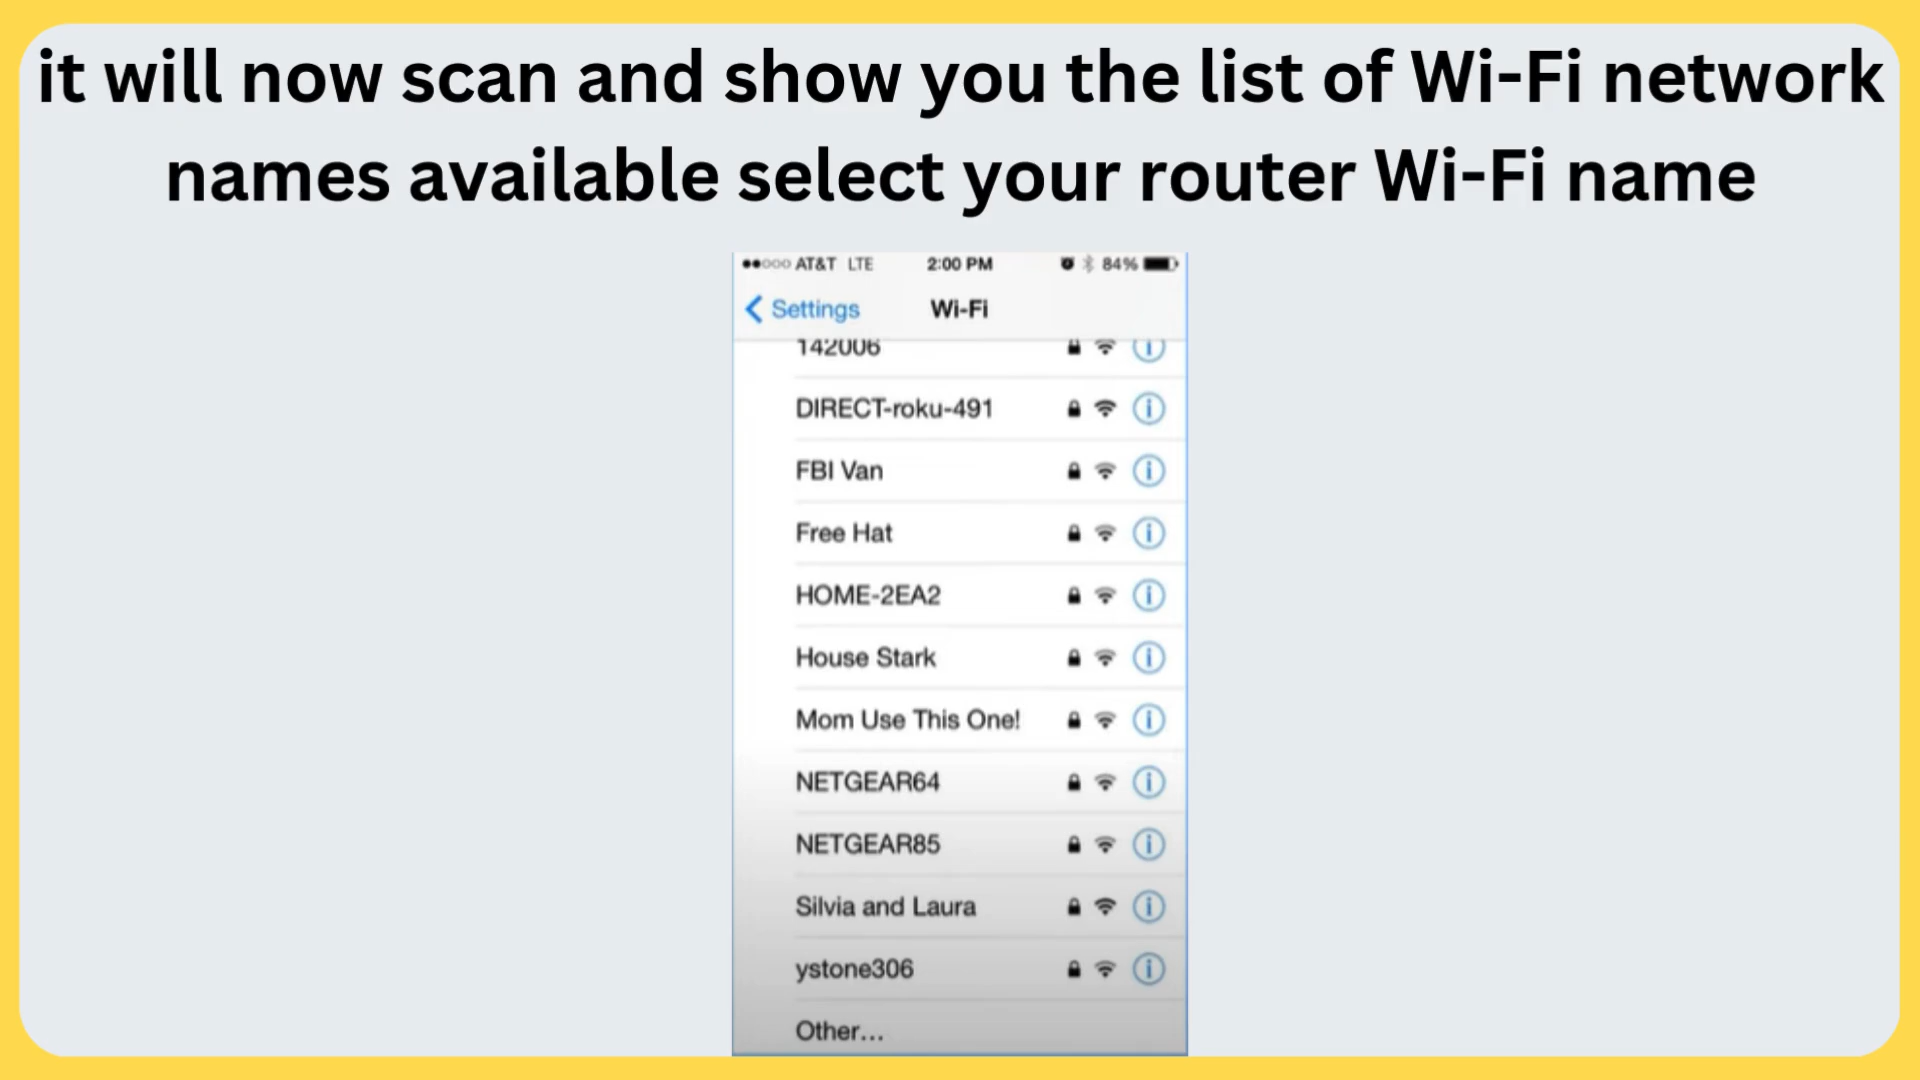 it will now scan and show you the list of Wi-Fi network
names available select your router Wi-Fi name
AT&T LTE 2:00 PM 84%
Settings Wi-Fi
142006
DIRECT-roku-491
FBI Van
Free Hat
HOME-2EA2
House Stark
Mom Use This One!
NETGEAR64
NETGEAR85
Silvia and Laura
ystone306
Other...